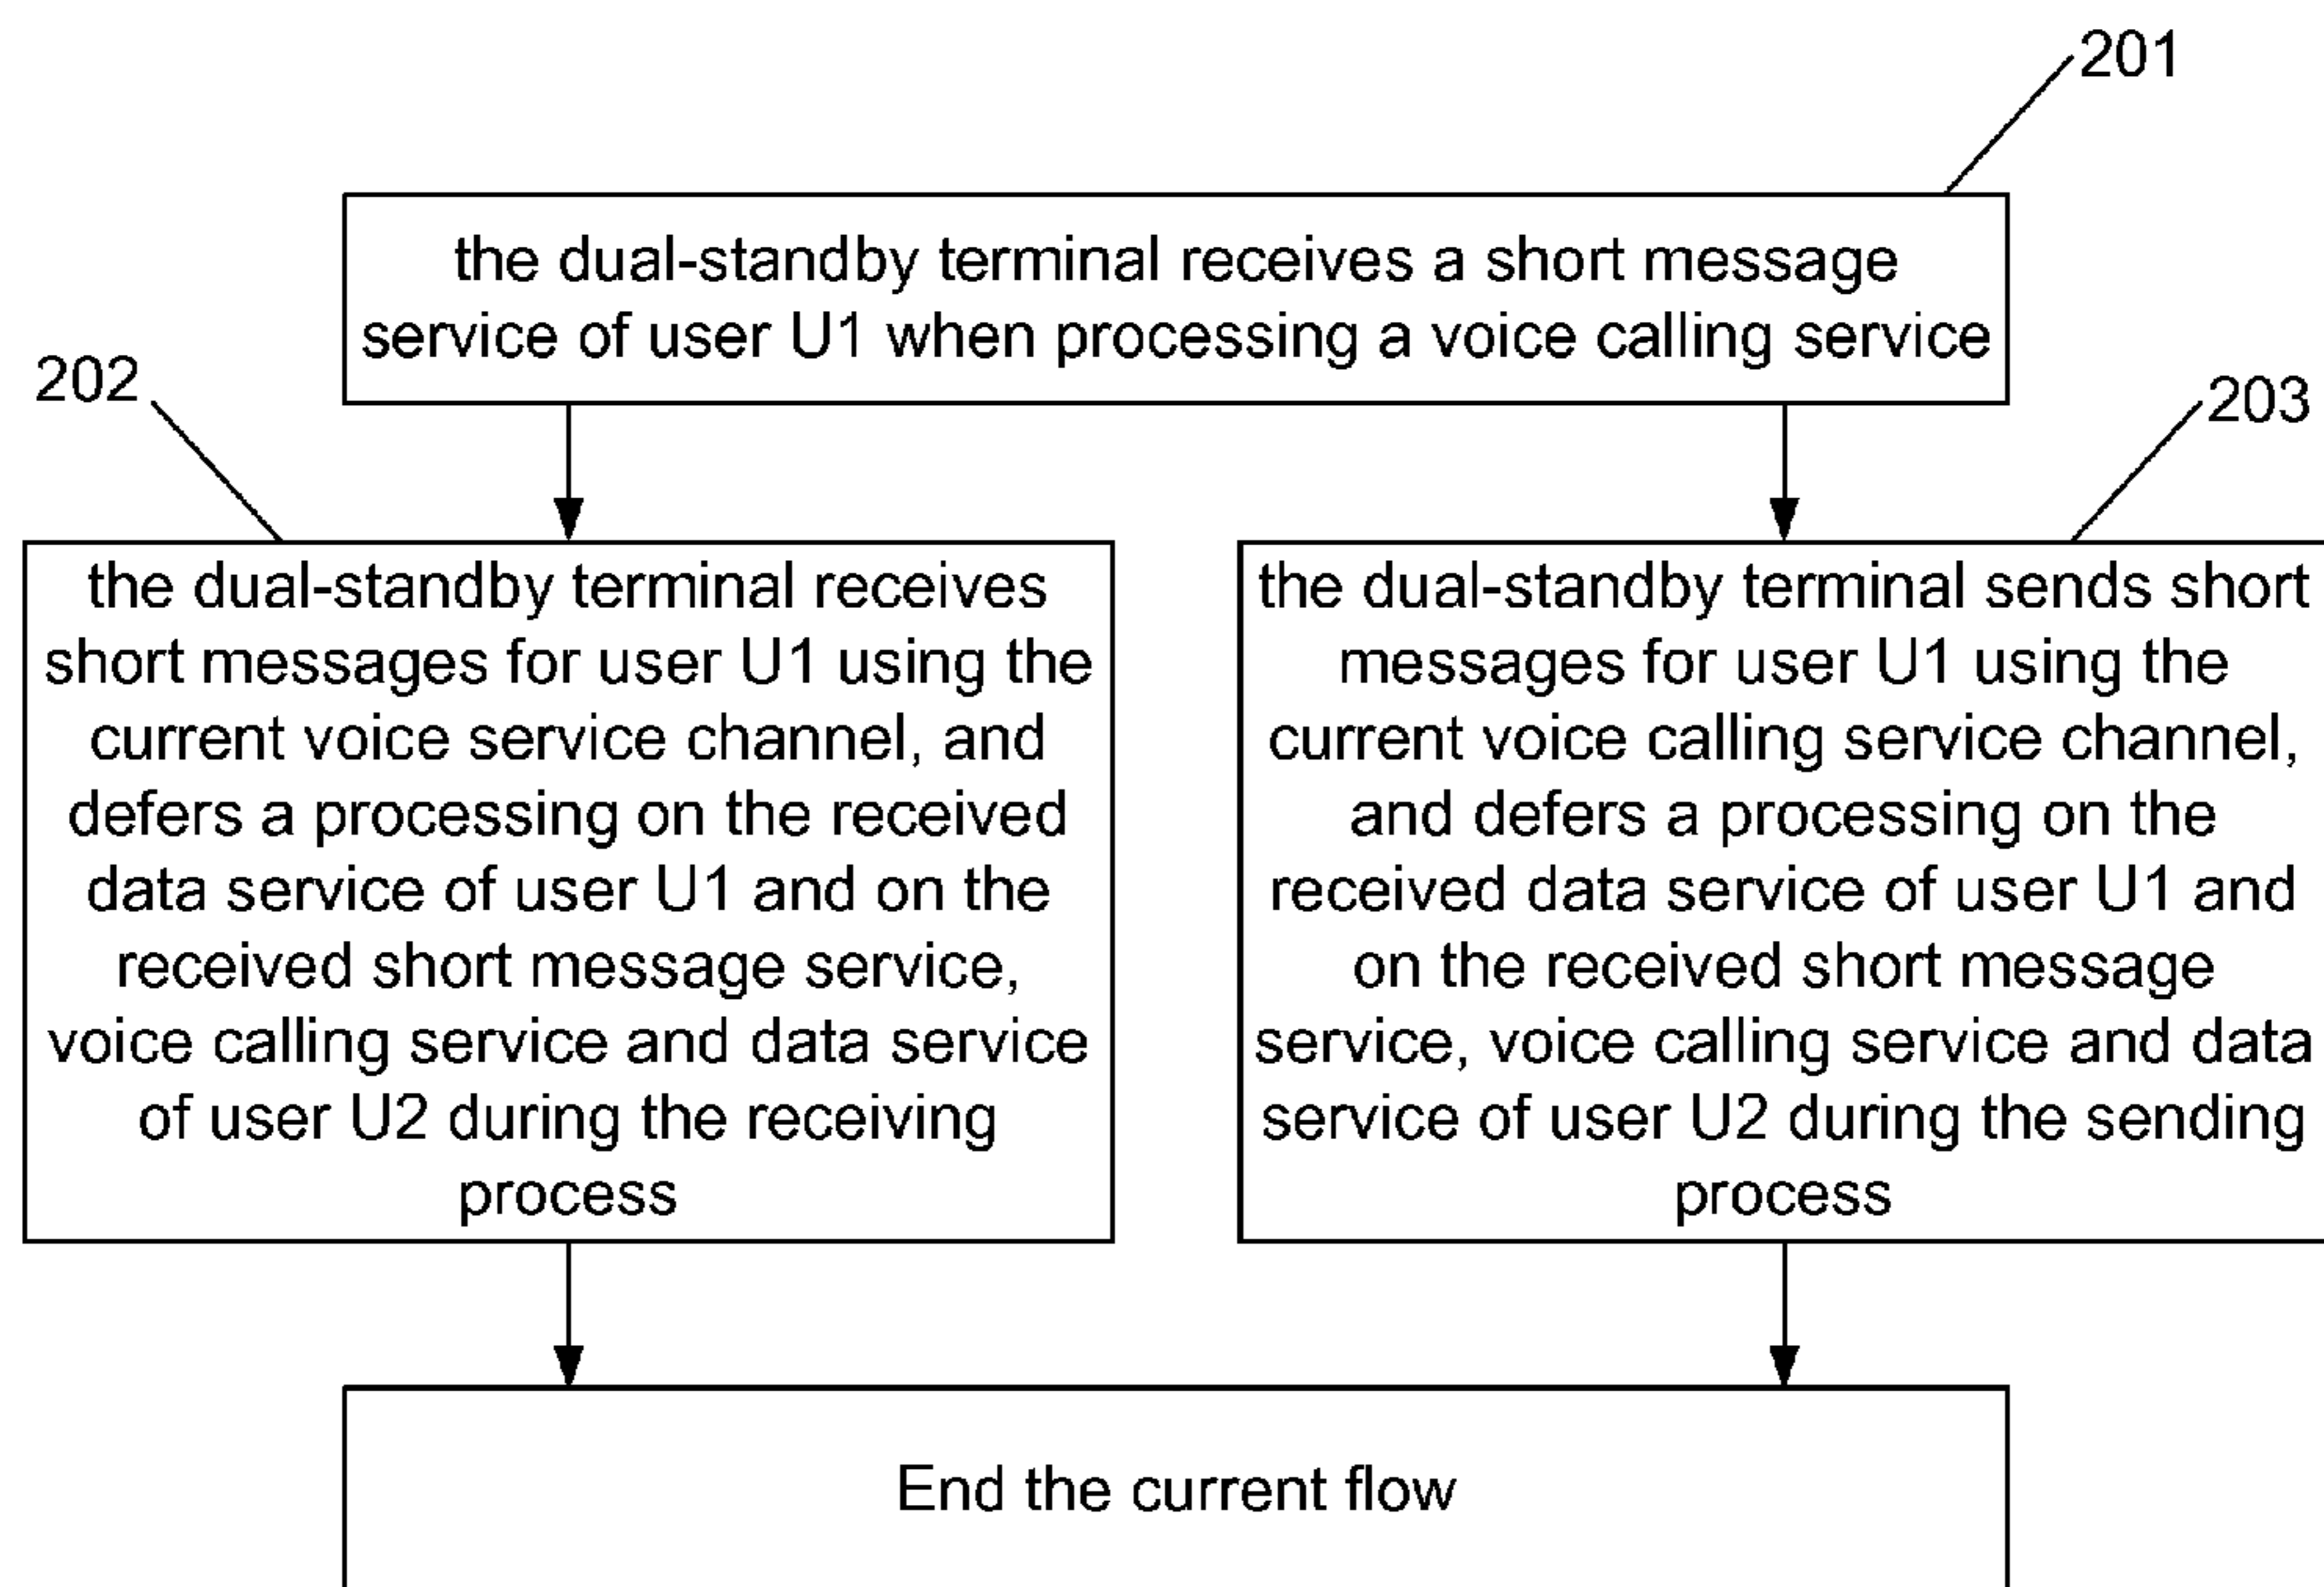 201
the dual-standby terminal receives a short message
service of user U1 when processing a voice calling service
202
203
the dual-standby terminal receives
short messages for user U1 using the
current voice service channel, and
defers a processing on the received
data service of user U1 and on the
received short message service,
voice calling service and data service
of user U2 during the receiving
process
the dual-standby terminal sends short
messages for user U1 using the
current voice calling service channel,
and defers a processing on the
received data service of user U1 and
on the received short message
service, voice calling service and data
service of user U2 during the sending
process
End the current flow